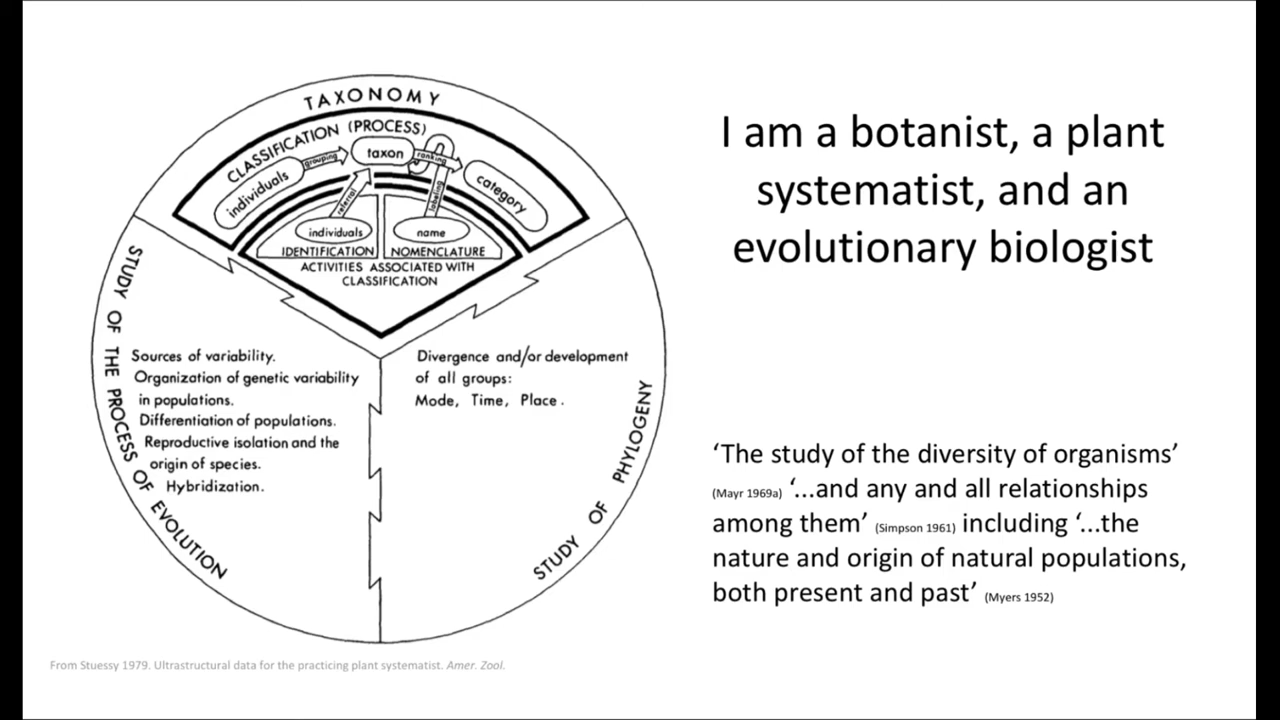 TAXONOMY
CLASSIFICATION (PROCESS)
individuals
grouping
taxon
ranking
category
referral
labeling
individuals
name
IDENTIFICATION
NOMENCLATURE
ACTIVITIES ASSOCIATED WITH
CLASSIFICATION
STUDY OF THE PROCESS OF EVOLUTION
Sources of variability.
Organization of genetic variability
in populations.
Differentiation of populations.
Reproductive isolation and the
origin of species.
Hybridization.
Divergence and/or development
of all groups:
Mode, Time, Place.
STUDY OF PHYLOGENY
From Stuessy 1979. Ultrastructural data for the practicing plant systematist. Amer. Zool.
I am a botanist, a plant
systematist, and an
evolutionary biologist
‘The study of the diversity of organisms’
(Mayr 1969a) ‘...and any and all relationships
among them’ (Simpson 1961) including ‘...the
nature and origin of natural populations,
both present and past’ (Myers 1952)